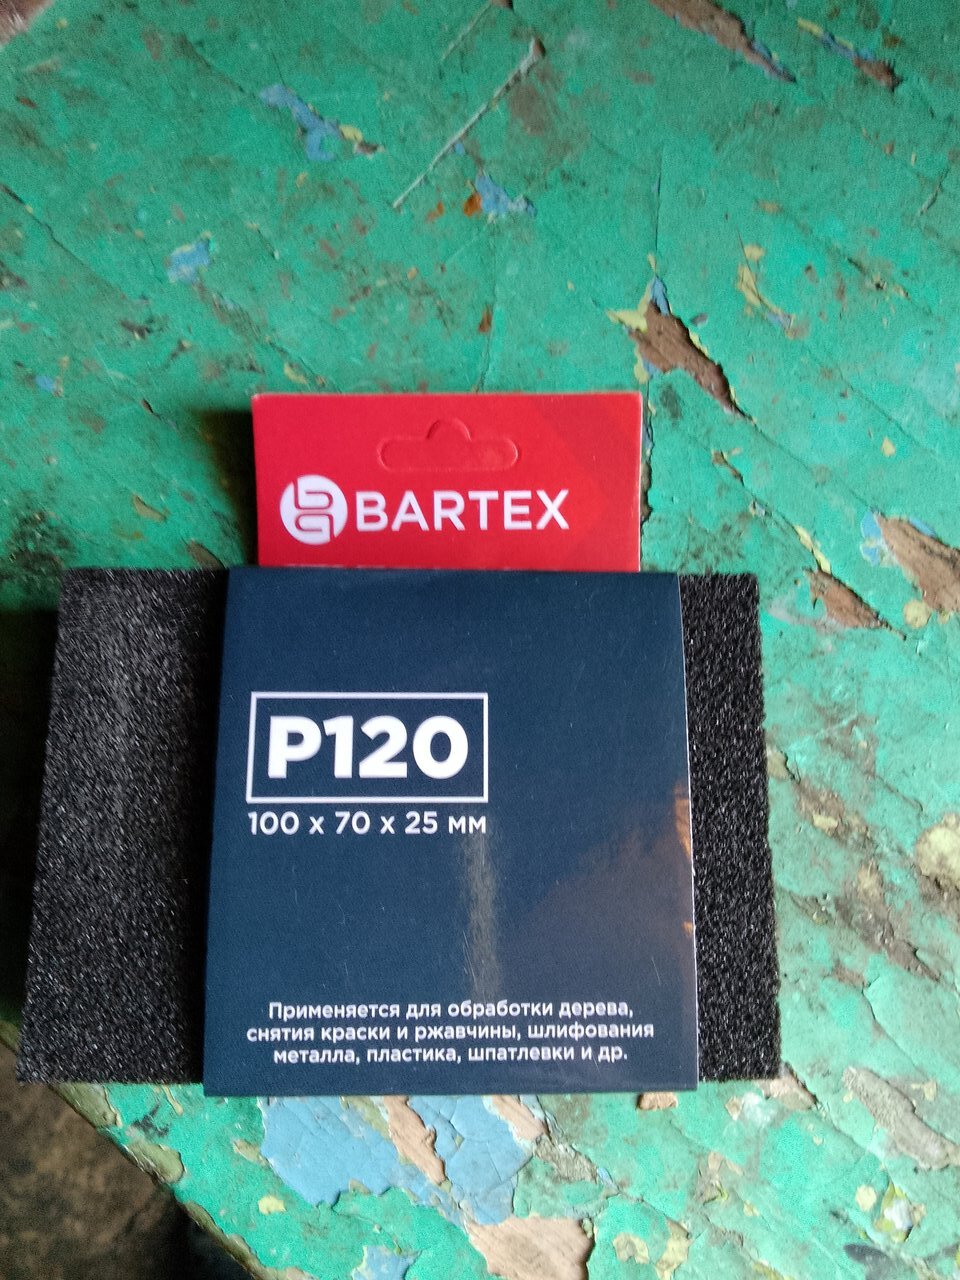 BARTEX
P120
100 x 70 x 25 мм
Применяется для обработки дерева,
снятия краски и ржавчины, шлифования
металла, пластика, шпатлевки и др.